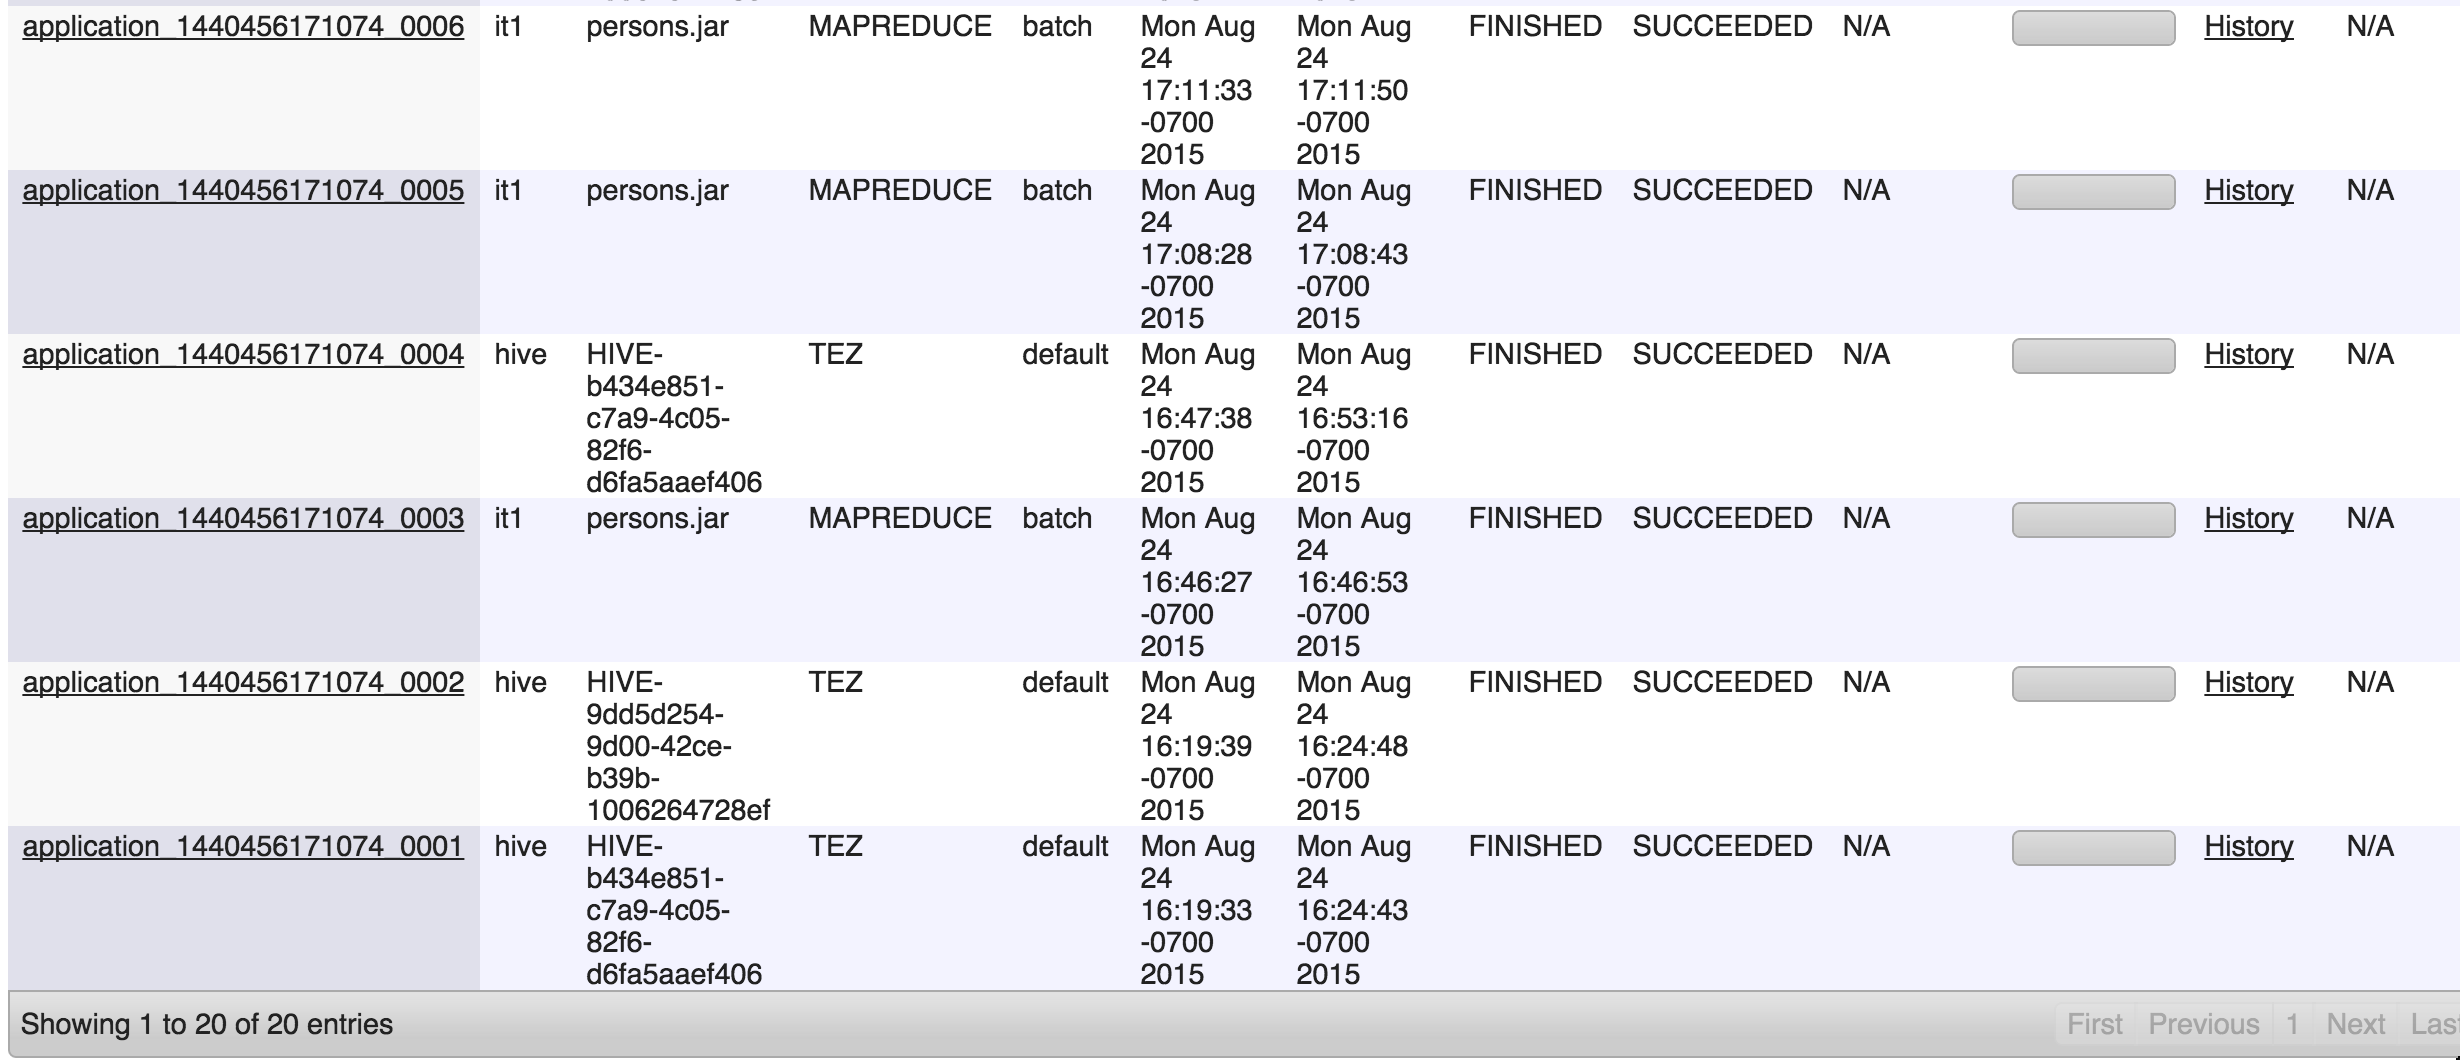 application_1440456171074_0006 it1 persons.jar MAPREDUCE batch Mon Aug Mon Aug FINISHED SUCCEEDED N/A History N/A
24 24
17:11:33 17:11:50
-0700 -0700
2015 2015
application_1440456171074_0005 it1 persons.jar MAPREDUCE batch Mon Aug Mon Aug FINISHED SUCCEEDED N/A History N/A
24 24
17:08:28 17:08:43
-0700 -0700
2015 2015
application_1440456171074_0004 hive HIVE- TEZ default Mon Aug Mon Aug FINISHED SUCCEEDED N/A History N/A
b434e851- 24 24
c7a9-4c05- 16:47:38 16:53:16
82f6- -0700 -0700
d6fa5aaef406 2015 2015
application_1440456171074_0003 it1 persons.jar MAPREDUCE batch Mon Aug Mon Aug FINISHED SUCCEEDED N/A History N/A
24 24
16:46:27 16:46:53
-0700 -0700
2015 2015
application_1440456171074_0002 hive HIVE- TEZ default Mon Aug Mon Aug FINISHED SUCCEEDED N/A History N/A
9dd5d254- 24 24
9d00-42ce- 16:19:39 16:24:48
b39b- -0700 -0700
1006264728ef 2015 2015
application_1440456171074_0001 hive HIVE- TEZ default Mon Aug Mon Aug FINISHED SUCCEEDED N/A History N/A
b434e851- 24 24
c7a9-4c05- 16:19:33 16:24:43
82f6- -0700 -0700
d6fa5aaef406 2015 2015
Showing 1 to 20 of 20 entries First Previous 1 Next Las